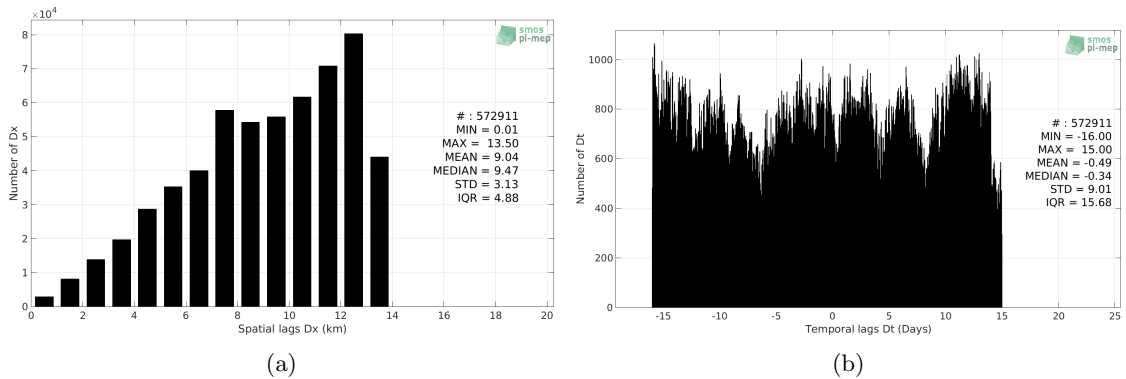 ×10⁴
8
7
6
5
4
3
2
1
0
Number of Dx
smos
pi-mep
# : 572911
MIN = 0.01
MAX = 13.50
MEAN = 9.04
MEDIAN = 9.47
STD = 3.13
IQR = 4.88
0 2 4 6 8 10 12 14 16 18 20
Spatial lags Dx (km)
(a)
1000
800
600
400
200
0
Number of Dt
smos
pi-mep
# : 572911
MIN = -16.00
MAX = 15.00
MEAN = -0.49
MEDIAN = -0.34
STD = 9.01
IQR = 15.68
-15 -10 -5 0 5 10 15 20 25
Temporal lags Dt (Days)
(b)